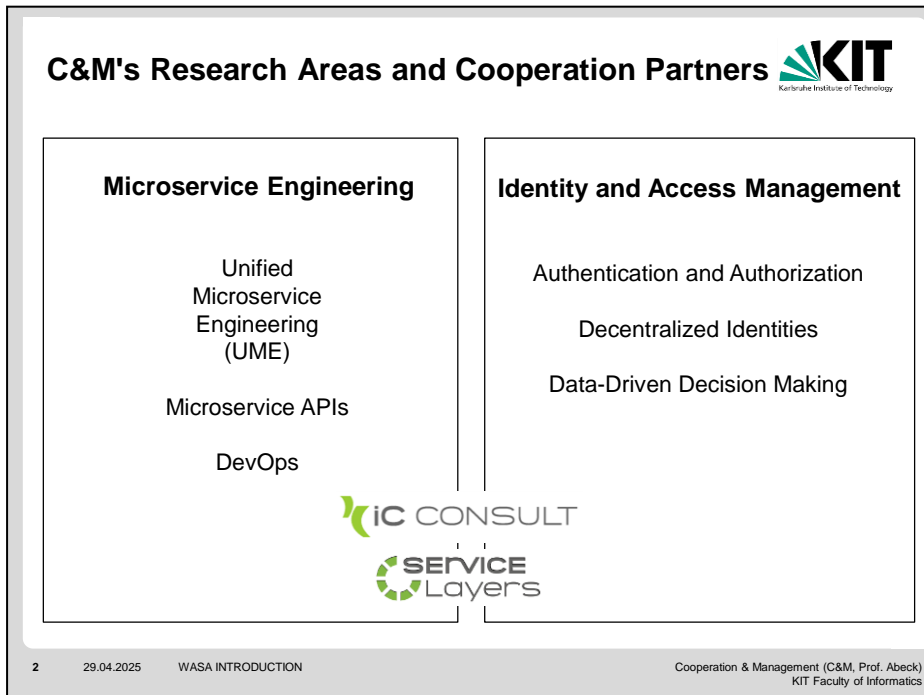 C&M's Research Areas and Cooperation Partners
KIT
Karlsruhe Institute of Technology
Microservice Engineering
Unified
Microservice
Engineering
(UME)
Microservice APIs
DevOps
Identity and Access Management
Authentication and Authorization
Decentralized Identities
Data-Driven Decision Making
iC CONSULT
SERVICE
Layers
2 29.04.2025 WASA INTRODUCTION
Cooperation & Management (C&M, Prof. Abeck)
KIT Faculty of Informatics